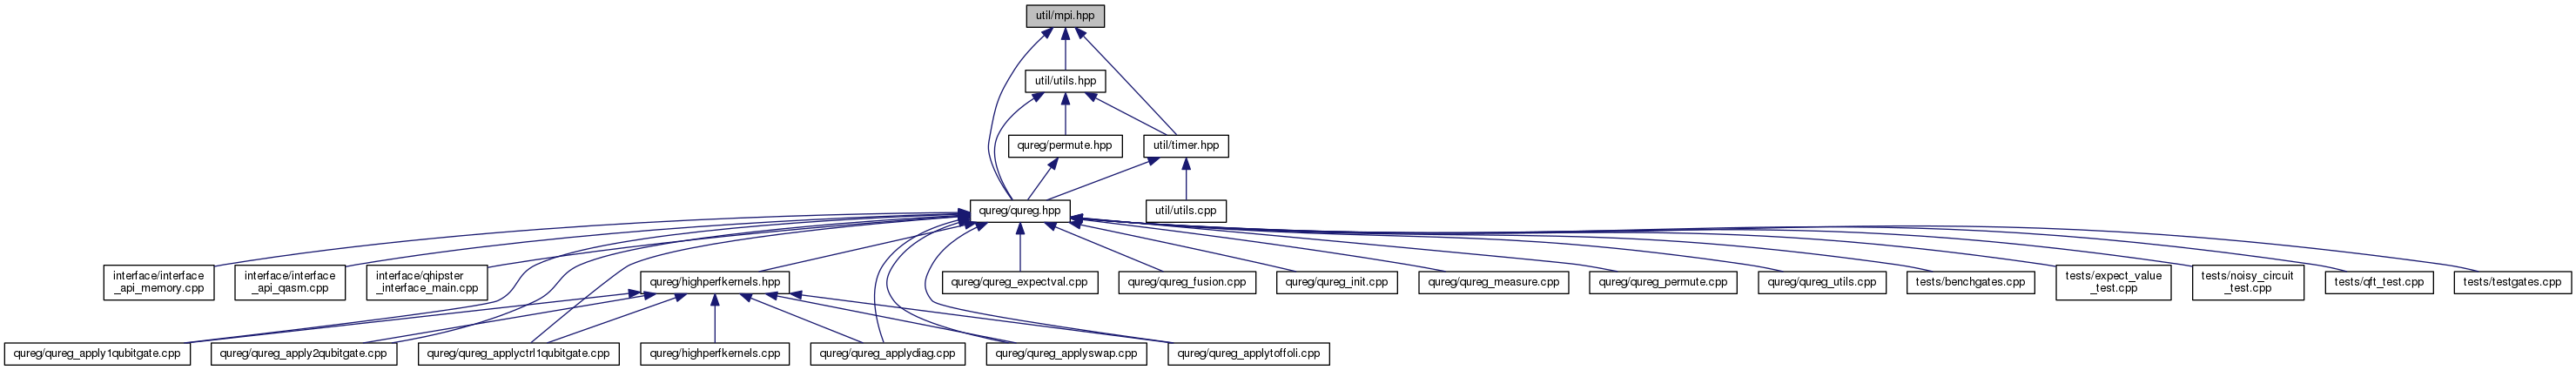 util/mpi.hpp
util/utils.hpp
qureg/permute.hpp
util/timer.hpp
qureg/qureg.hpp
util/utils.cpp
interface/interface
_api_memory.cpp
interface/interface
_api_qasm.cpp
interface/qhipster
_interface_main.cpp
qureg/highperfkernels.hpp
qureg/qureg_expectval.cpp
qureg/qureg_fusion.cpp
qureg/qureg_init.cpp
qureg/qureg_measure.cpp
qureg/qureg_permute.cpp
qureg/qureg_utils.cpp
tests/benchgates.cpp
tests/expect_value
_test.cpp
tests/noisy_circuit
_test.cpp
tests/qft_test.cpp
tests/testgates.cpp
qureg/qureg_apply1qubitgate.cpp
qureg/qureg_apply2qubitgate.cpp
qureg/qureg_applyctrl1qubitgate.cpp
qureg/highperfkernels.cpp
qureg/qureg_applydiag.cpp
qureg/qureg_applyswap.cpp
qureg/qureg_applytoffoli.cpp